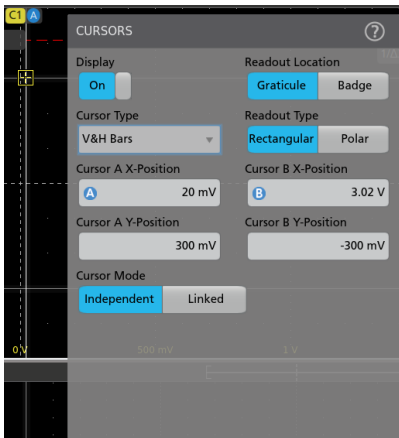 C1 A
CURSORS ?
Display Readout Location
On Graticule Badge
Cursor Type Readout Type
V&H Bars Rectangular Polar
Cursor A X-Position Cursor B X-Position
A 20 mV B 3.02 V
Cursor A Y-Position Cursor B Y-Position
300 mV -300 mV
Cursor Mode
Independent Linked
0 V 500 mV 1 V